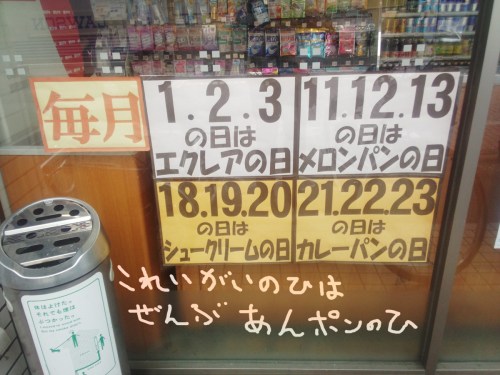 毎月
1.2.3
の日は
エクレアの日
11.12.13
の日は
メロンパンの日
18.19.20
の日は
シュークリームの日
21.22.23
の日は
カレーパンの日
これいがいのひは
ぜんぶ あんポンのひ